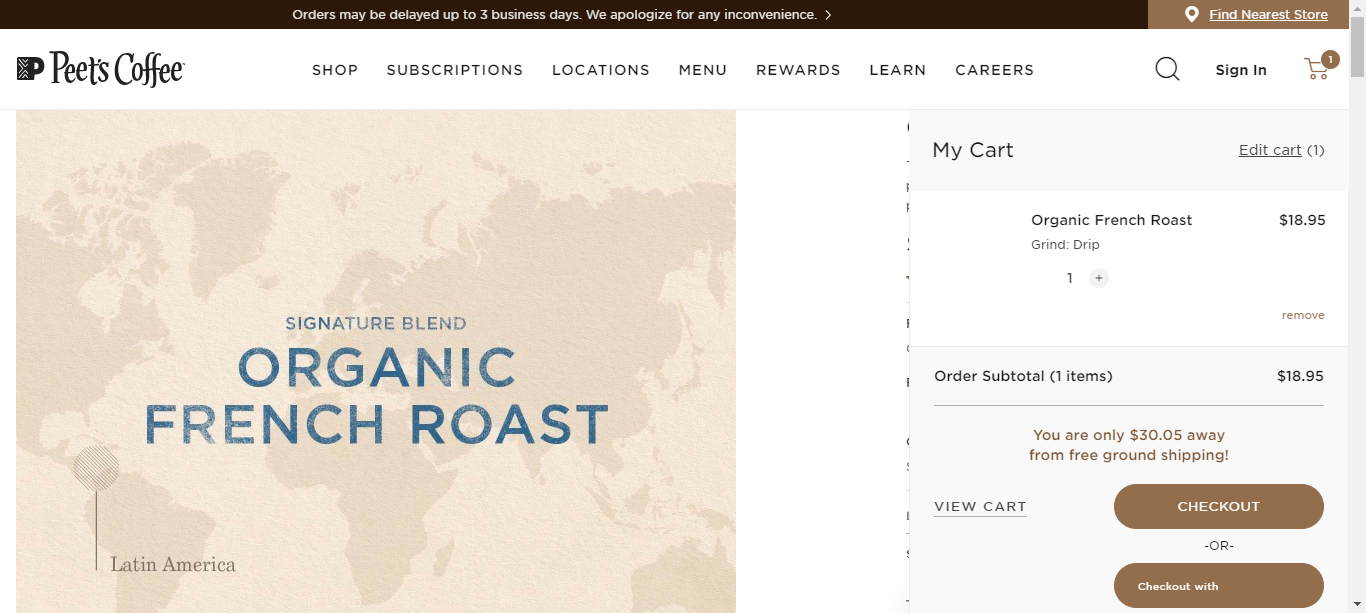 Orders may be delayed up to 3 business days. We apologize for any inconvenience.
Find Nearest Store
Peet's Coffee
SHOP SUBSCRIPTIONS LOCATIONS MENU REWARDS LEARN CAREERS
Sign In
1
My Cart
Edit cart (1)
Organic French Roast $18.95
Grind: Drip
1 +
remove
Order Subtotal (1 items) $18.95
You are only $30.05 away
from free ground shipping!
VIEW CART
CHECKOUT
-OR-
Checkout with
SIGNATURE BLEND
ORGANIC
FRENCH ROAST
Latin America